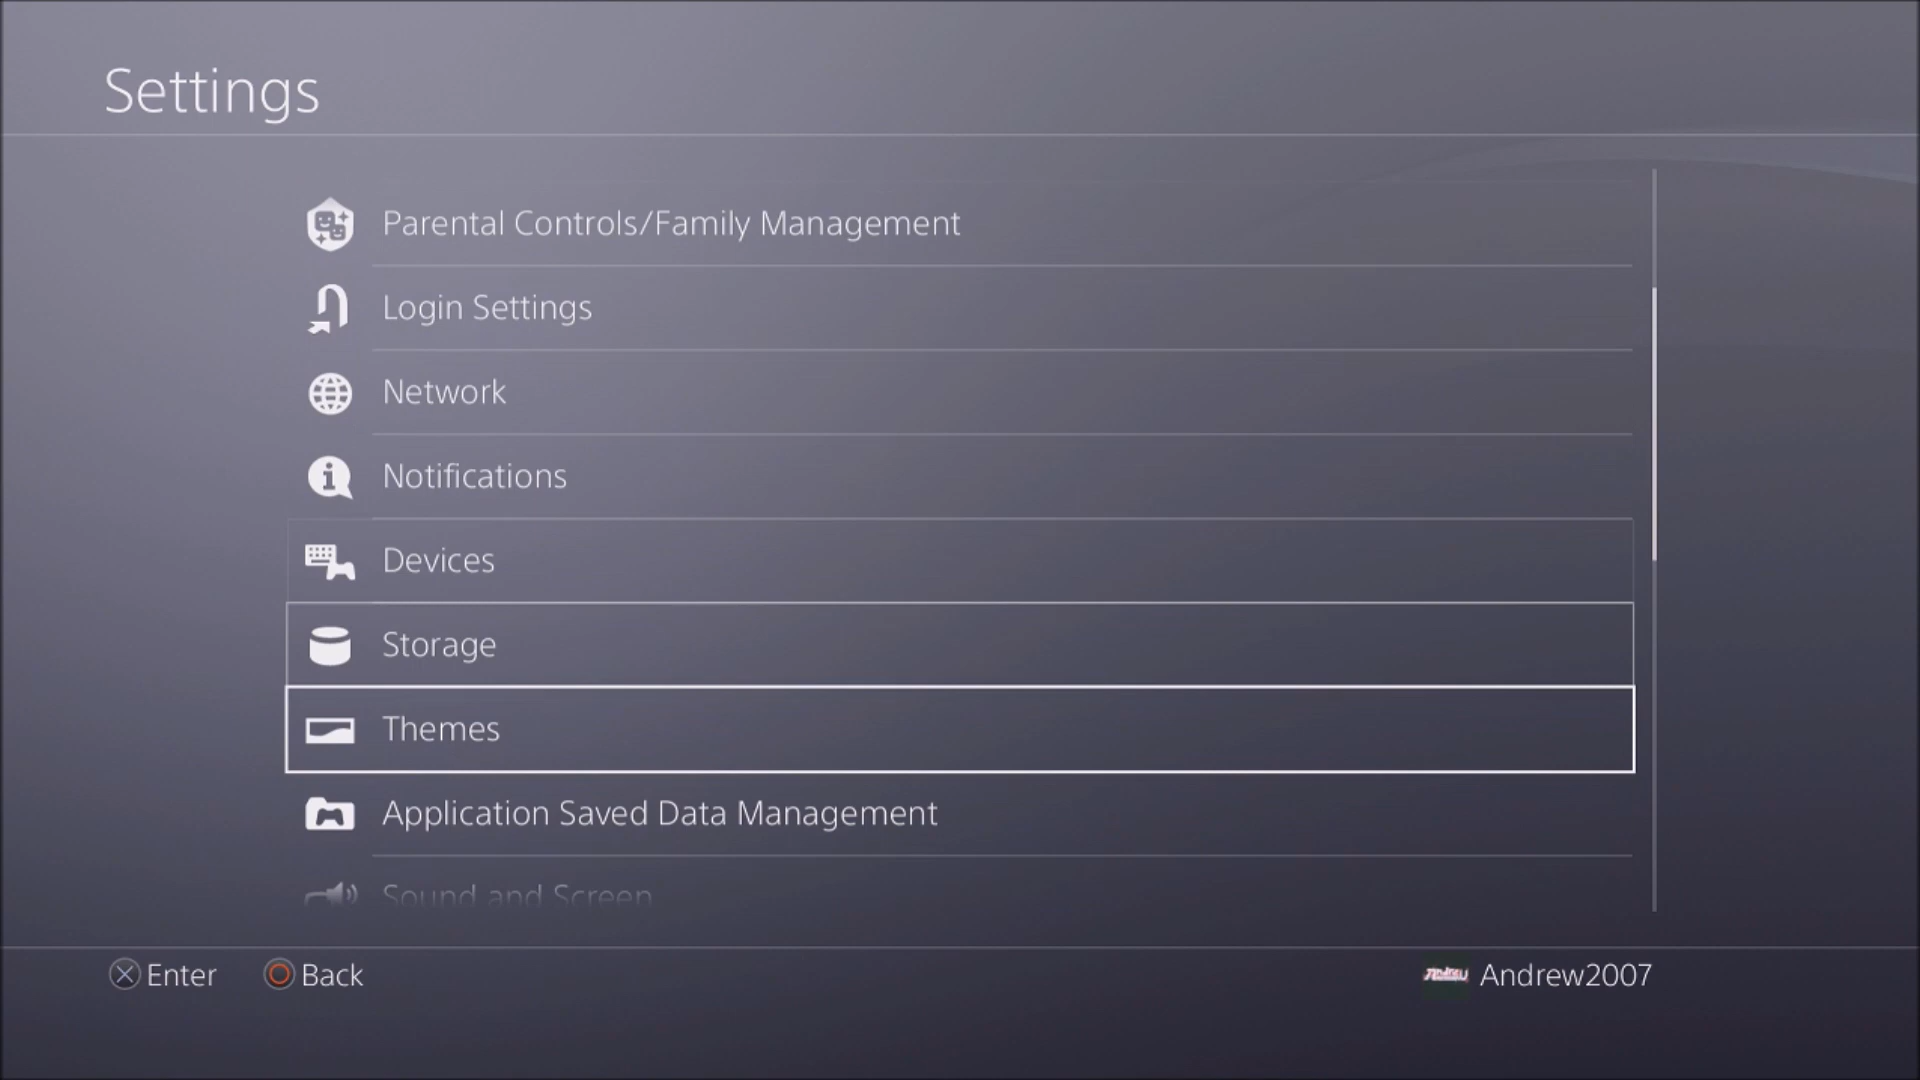 Settings
Parental Controls/Family Management
Login Settings
Network
Notifications
Devices
Storage
Themes
Application Saved Data Management
Sound and Screen
Enter
Back
Andrew2007